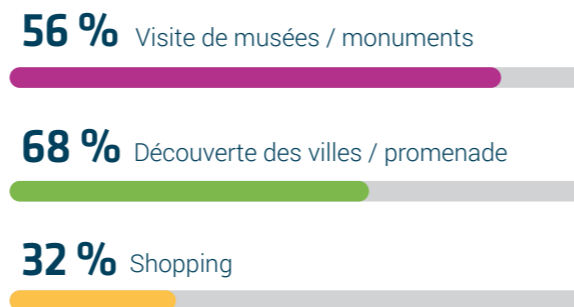 56 % Visite de musées / monuments
68 % Découverte des villes / promenade
32 % Shopping